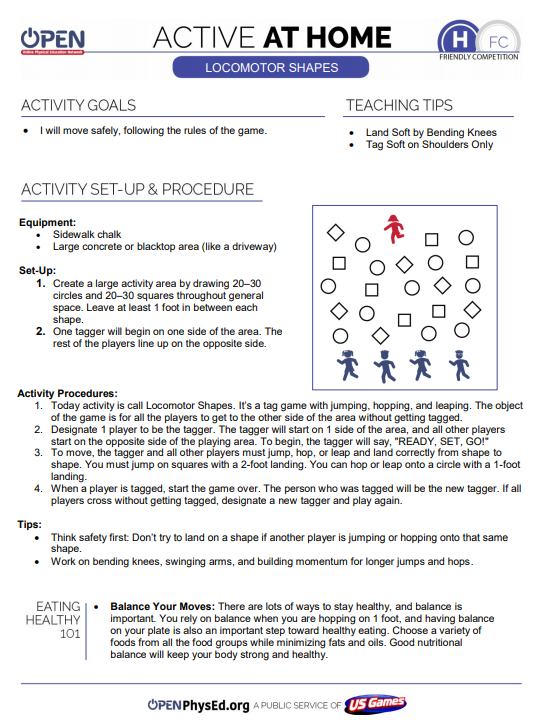 OPEN
Online Physical Education Network
ACTIVE AT HOME
H FC
FRIENDLY COMPETITION
LOCOMOTOR SHAPES
ACTIVITY GOALS
• I will move safely, following the rules of the game.
TEACHING TIPS
• Land Soft by Bending Knees
• Tag Soft on Shoulders Only
ACTIVITY SET-UP & PROCEDURE
Equipment:
• Sidewalk chalk
• Large concrete or blacktop area (like a driveway)
Set-Up:
1. Create a large activity area by drawing 20–30
circles and 20–30 squares throughout general
space. Leave at least 1 foot in between each
shape.
2. One tagger will begin on one side of the area. The
rest of the players line up on the opposite side.
Activity Procedures:
1. Today activity is call Locomotor Shapes. It's a tag game with jumping, hopping, and leaping. The object
of the game is for all the players to get to the other side of the area without getting tagged.
2. Designate 1 player to be the tagger. The tagger will start on 1 side of the area, and all other players
start on the opposite side of the playing area. To begin, the tagger will say, "READY, SET, GO!"
3. To move, the tagger and all other players must jump, hop, or leap and land correctly from shape to
shape. You must jump on squares with a 2-foot landing. You can hop or leap onto a circle with a 1-foot
landing.
4. When a player is tagged, start the game over. The person who was tagged will be the new tagger. If all
players cross without getting tagged, designate a new tagger and play again.
Tips:
• Think safety first: Don't try to land on a shape if another player is jumping or hopping onto that same
shape.
• Work on bending knees, swinging arms, and building momentum for longer jumps and hops.
EATING
HEALTHY
101
• Balance Your Moves: There are lots of ways to stay healthy, and balance is
important. You rely on balance when you are hopping on 1 foot, and having balance
on your plate is also an important step toward healthy eating. Choose a variety of
foods from all the food groups while minimizing fats and oils. Good nutritional
balance will keep your body strong and healthy.
OPENPhysEd.org A PUBLIC SERVICE OF US Games